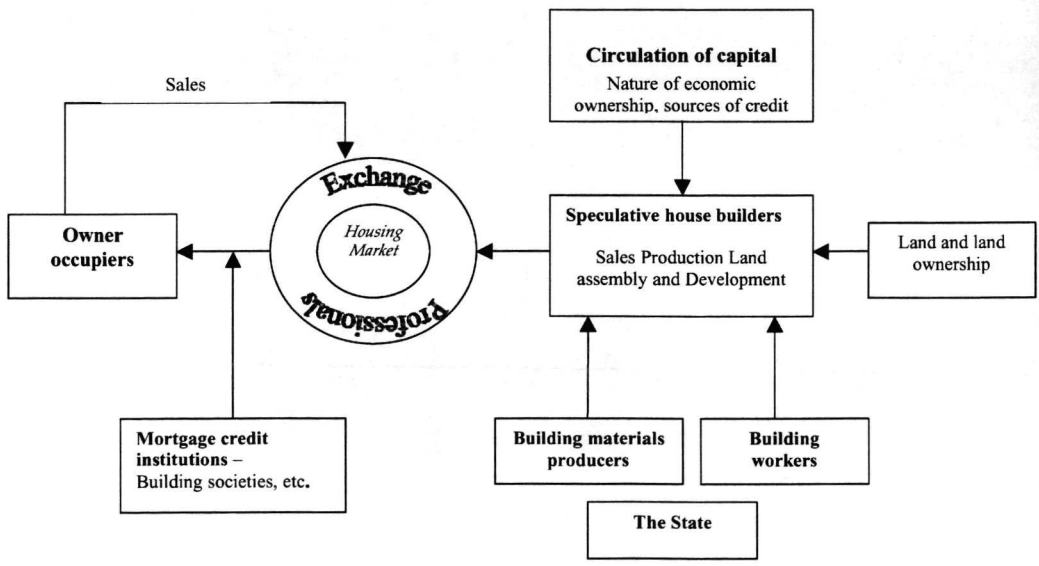 Circulation of capital
Nature of economic
ownership, sources of credit
Sales
Exchange
Professionals
Housing
Market
Owner
occupiers
Speculative house builders
Sales Production Land
assembly and Development
Land and land
ownership
Mortgage credit
institutions –
Building societies, etc.
Building materials
producers
Building
workers
The State